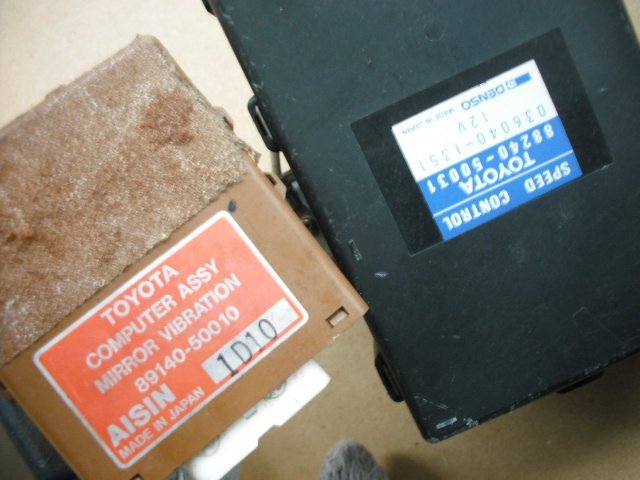 TOYOTA
COMPUTER ASSY
MIRROR VIBRATION
89140-50010
AISIN 1D10
MADE IN JAPAN
SPEED CONTROL
TOYOTA
88240-50031
036040-1351
12V
DENSO MADE IN JAPAN